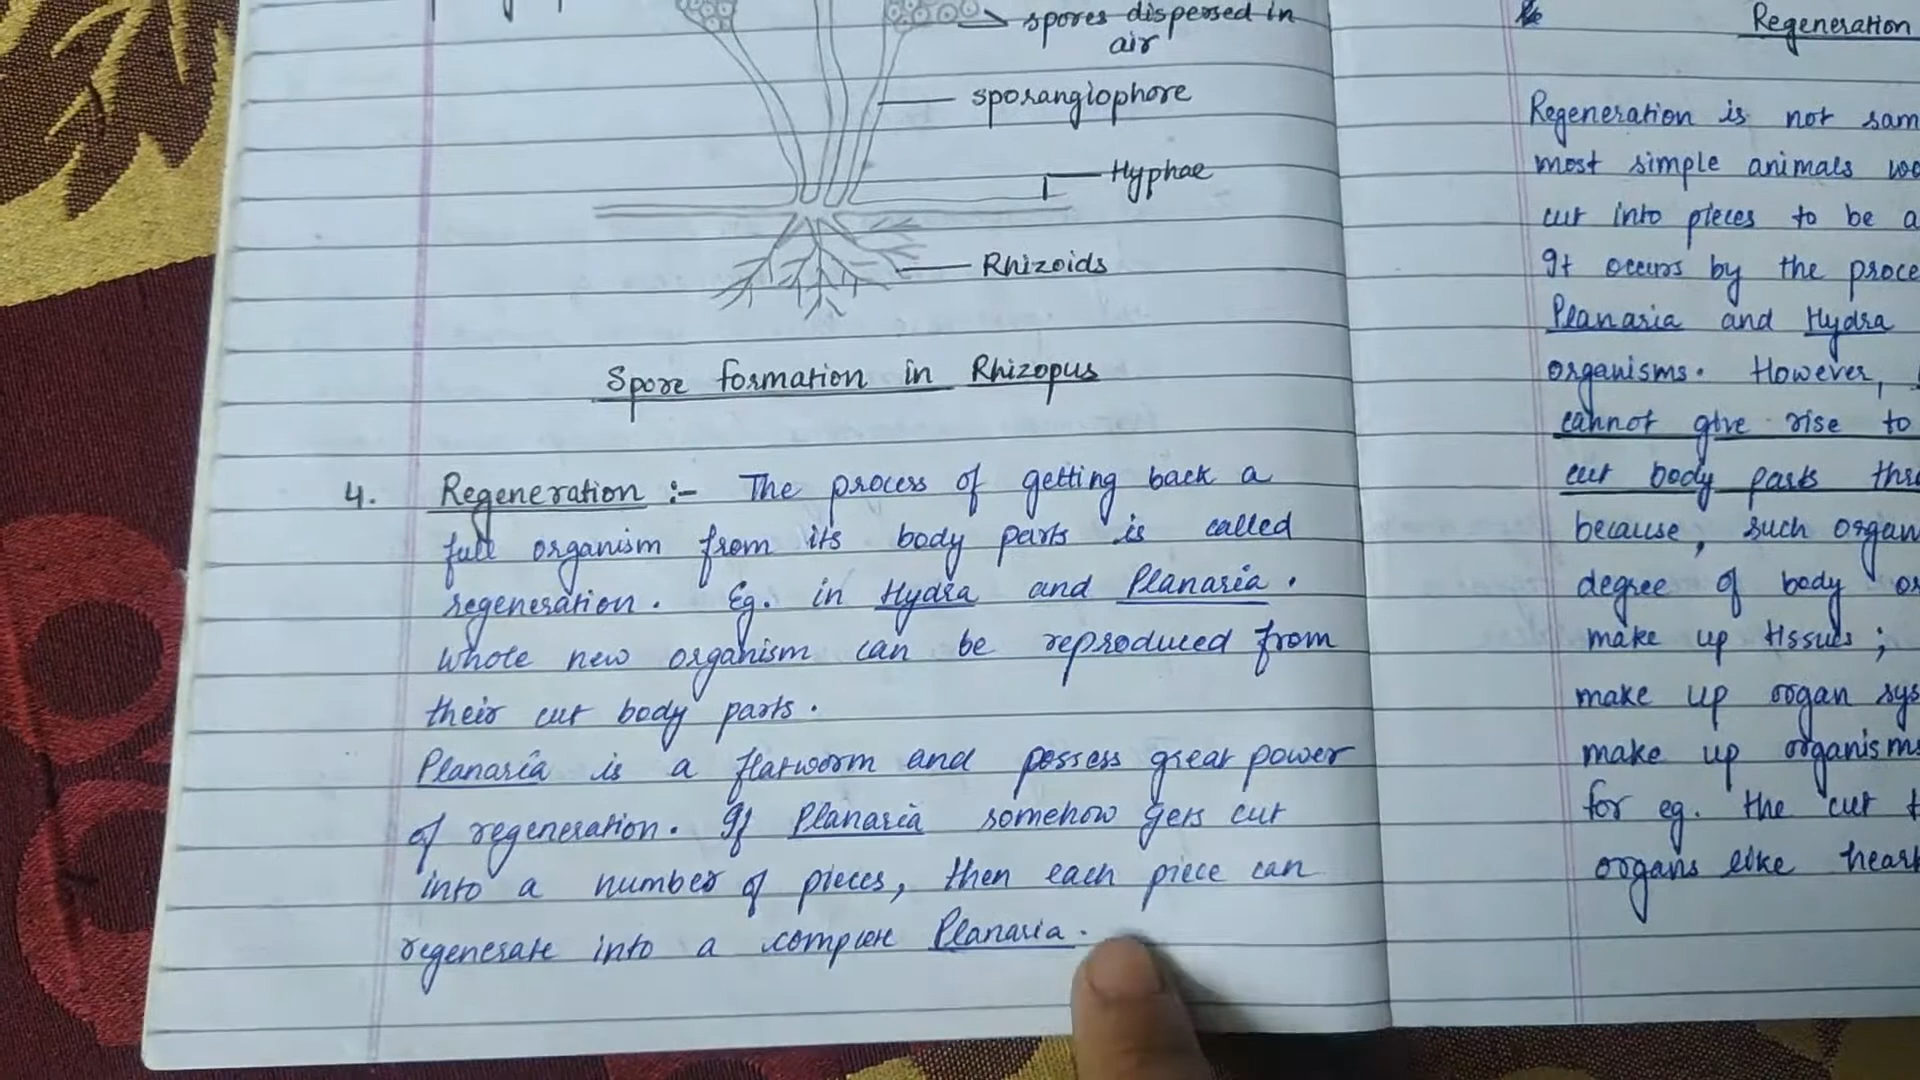 spores dispersed in
air
sporangiophore
Hyphae
Rhizoids
Spore formation in Rhizopus
4. Regeneration :- The process of getting back a
full organism from its body parts is called
regeneration. Eg. in Hydra and Planaria.
whole new organism can be reproduced from
their cut body parts.
Planaria is a flatworm and possess great power
of regeneration. If Planaria somehow gets cut
into a number of pieces, then each piece can
regenerate into a complete Planaria.
Regeneration
Regeneration is not sam
most simple animals
cut into pieces to be a
It occurs by the proce
Planaria and Hydra
organisms. However,
cannot give rise to
cut body parts
because, such organ
degree of body or
make up tissues;
make up organ sys
make up organisms
for eg. the cut
organs like heart